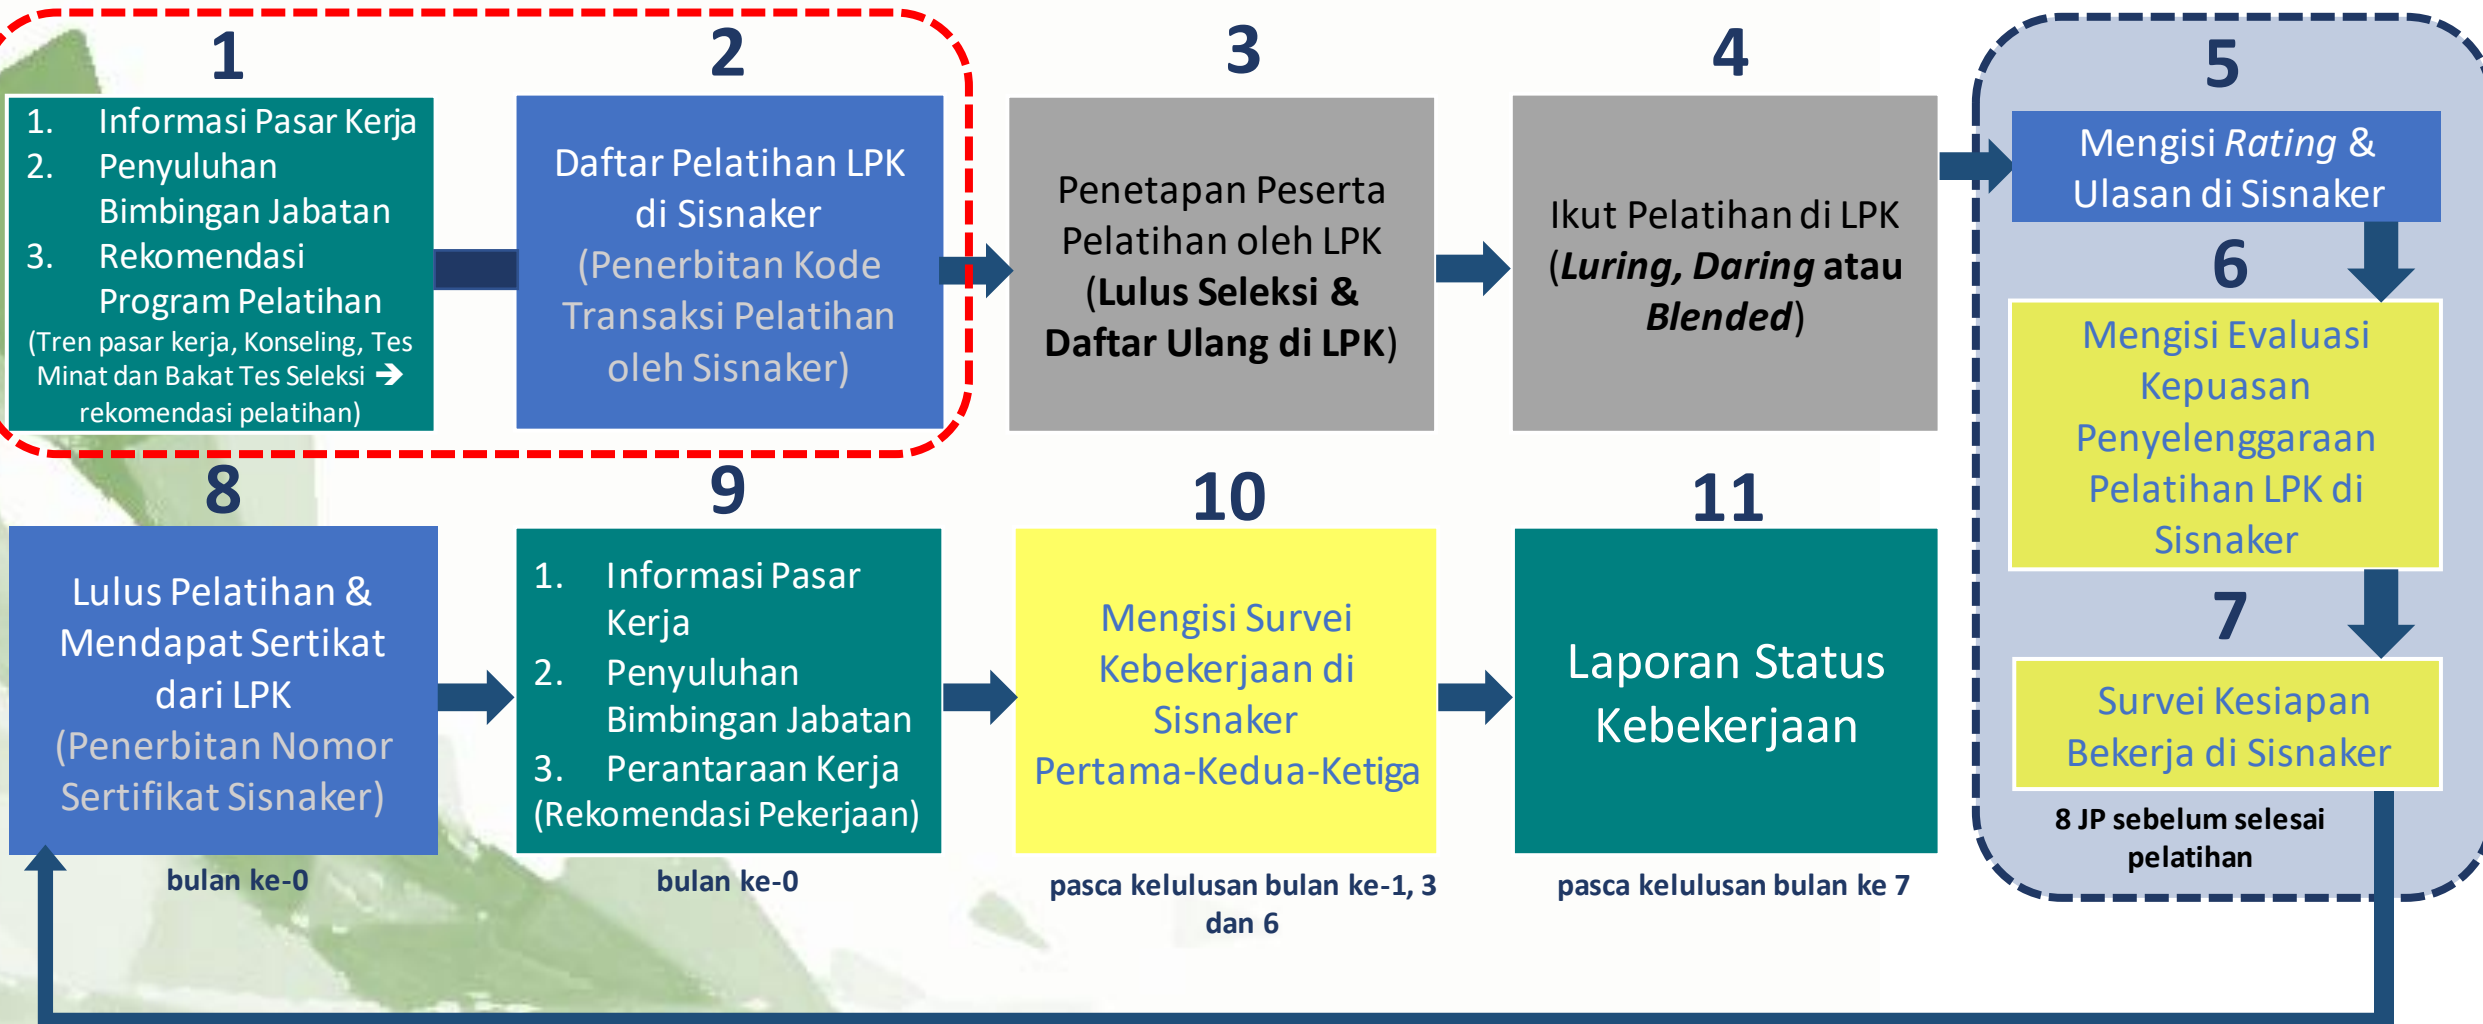 1
1. Informasi Pasar Kerja
2. Penyuluhan
Bimbingan Jabatan
3. Rekomendasi
Program Pelatihan
(Tren pasar kerja, Konseling, Tes
Minat dan Bakat Tes Seleksi ➔
rekomendasi pelatihan)
2
Daftar Pelatihan LPK
di Sisnaker
(Penerbitan Kode
Transaksi Pelatihan
oleh Sisnaker)
3
Penetapan Peserta
Pelatihan oleh LPK
(Lulus Seleksi &
Daftar Ulang di LPK)
4
Ikut Pelatihan di LPK
(Luring, Daring atau
Blended)
5
Mengisi Rating &
Ulasan di Sisnaker
6
Mengisi Evaluasi
Kepuasan
Penyelenggaraan
Pelatihan LPK di
Sisnaker
7
Survei Kesiapan
Bekerja di Sisnaker
8 JP sebelum selesai
pelatihan
8
Lulus Pelatihan &
Mendapat Sertikat
dari LPK
(Penerbitan Nomor
Sertifikat Sisnaker)
bulan ke-0
9
1. Informasi Pasar
Kerja
2. Penyuluhan
Bimbingan Jabatan
3. Perantaraan Kerja
(Rekomendasi Pekerjaan)
bulan ke-0
10
Mengisi Survei
Kebekerjaan di
Sisnaker
Pertama-Kedua-Ketiga
pasca kelulusan bulan ke-1, 3
dan 6
11
Laporan Status
Kebekerjaan
pasca kelulusan bulan ke 7